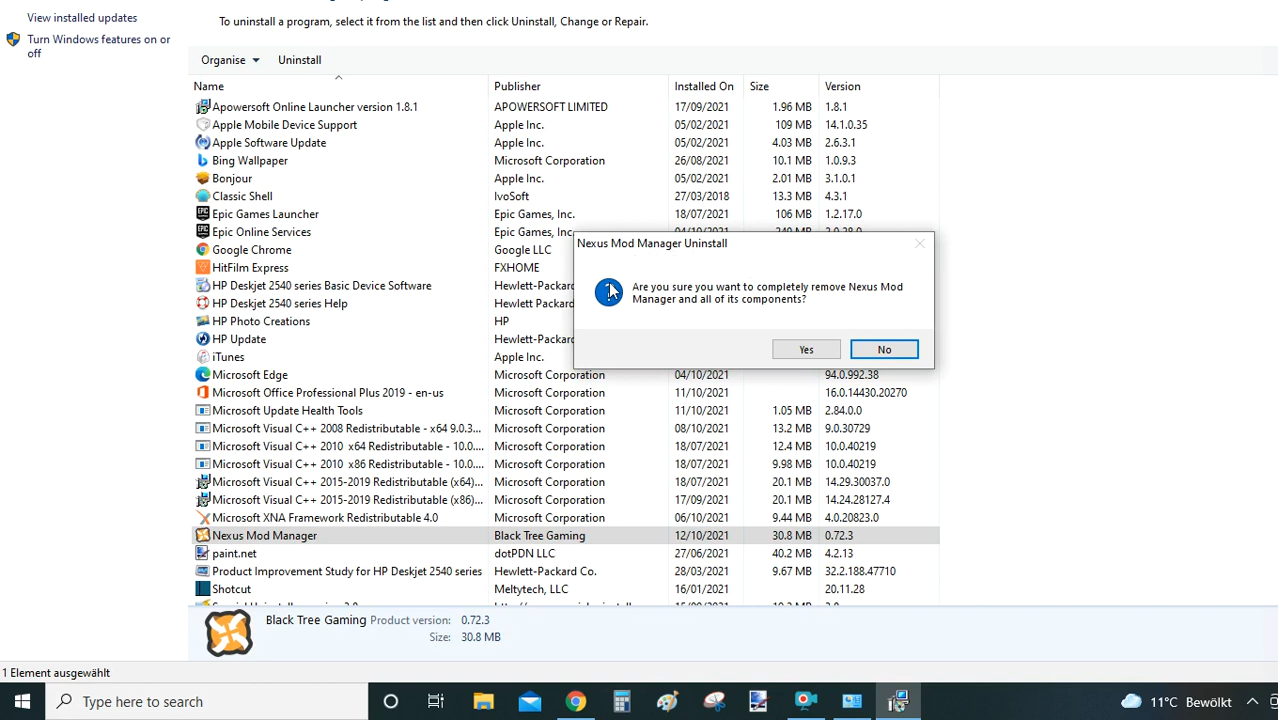 View installed updates
Turn Windows features on or
off
To uninstall a program, select it from the list and then click Uninstall, Change or Repair.
Organise Uninstall
Name Publisher Installed On Size Version
Apowersoft Online Launcher version 1.8.1 APOWERSOFT LIMITED 17/09/2021 1.96 MB 1.8.1
Apple Mobile Device Support Apple Inc. 05/02/2021 109 MB 14.1.0.35
Apple Software Update Apple Inc. 05/02/2021 4.03 MB 2.6.3.1
Bing Wallpaper Microsoft Corporation 26/08/2021 10.1 MB 1.0.9.3
Bonjour Apple Inc. 05/02/2021 2.01 MB 3.1.0.1
Classic Shell IvoSoft 27/03/2018 13.3 MB 4.3.1
Epic Games Launcher Epic Games, Inc. 18/07/2021 106 MB 1.2.17.0
Epic Online Services Epic Games, Inc.
Google Chrome Google LLC
HitFilm Express FXHOME
HP Deskjet 2540 series Basic Device Software Hewlett-Packard
HP Deskjet 2540 series Help Hewlett Packard
HP Photo Creations HP
HP Update Hewlett-Packard
iTunes Apple Inc.
Nexus Mod Manager Uninstall
Are you sure you want to completely remove Nexus Mod
Manager and all of its components?
Yes No
Microsoft Edge Microsoft Corporation 04/10/2021 94.0.992.38
Microsoft Office Professional Plus 2019 - en-us Microsoft Corporation 11/10/2021 16.0.14430.20270
Microsoft Update Health Tools Microsoft Corporation 11/10/2021 1.05 MB 2.84.0.0
Microsoft Visual C++ 2008 Redistributable - x64 9.0.3... Microsoft Corporation 08/10/2021 13.2 MB 9.0.30729
Microsoft Visual C++ 2010 x64 Redistributable - 10.0.... Microsoft Corporation 18/07/2021 12.4 MB 10.0.40219
Microsoft Visual C++ 2010 x86 Redistributable - 10.0.... Microsoft Corporation 18/07/2021 9.98 MB 10.0.40219
Microsoft Visual C++ 2015-2019 Redistributable (x64)... Microsoft Corporation 18/07/2021 20.1 MB 14.29.30037.0
Microsoft Visual C++ 2015-2019 Redistributable (x86)... Microsoft Corporation 17/09/2021 20.1 MB 14.24.28127.4
Microsoft XNA Framework Redistributable 4.0 Microsoft Corporation 06/10/2021 9.44 MB 4.0.20823.0
Nexus Mod Manager Black Tree Gaming 12/10/2021 30.8 MB 0.72.3
paint.net dotPDN LLC 27/06/2021 40.2 MB 4.2.13
Product Improvement Study for HP Deskjet 2540 series Hewlett-Packard Co. 28/03/2021 9.67 MB 32.2.188.47710
Shotcut Meltytech, LLC 16/01/2021 20.11.28
Black Tree Gaming Product version: 0.72.3
Size: 30.8 MB
1 Element ausgewählt
Type here to search 11°C Bewölkt